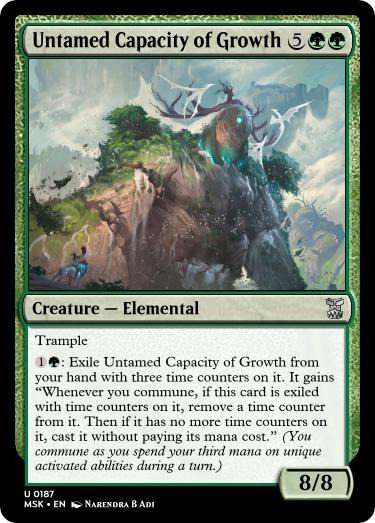 Untamed Capacity of Growth 5
Creature — Elemental
Trample
1: Exile Untamed Capacity of Growth from
your hand with three time counters on it. It gains
“Whenever you commune, if this card is exiled
with time counters on it, remove a time counter
from it. Then if it has no more time counters on
it, cast it without paying its mana cost.” (You
commune as you spend your third mana on unique
activated abilities during a turn.)
8/8
U 0187
MSK • EN Narendra B Adi